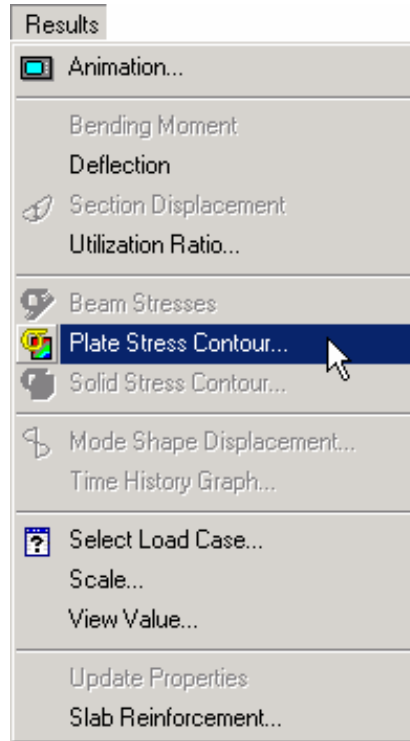 Results
Animation...
Bending Moment
Deflection
Section Displacement
Utilization Ratio...
Beam Stresses
Plate Stress Contour...
Solid Stress Contour...
Mode Shape Displacement...
Time History Graph...
Select Load Case...
Scale...
View Value...
Update Properties
Slab Reinforcement...